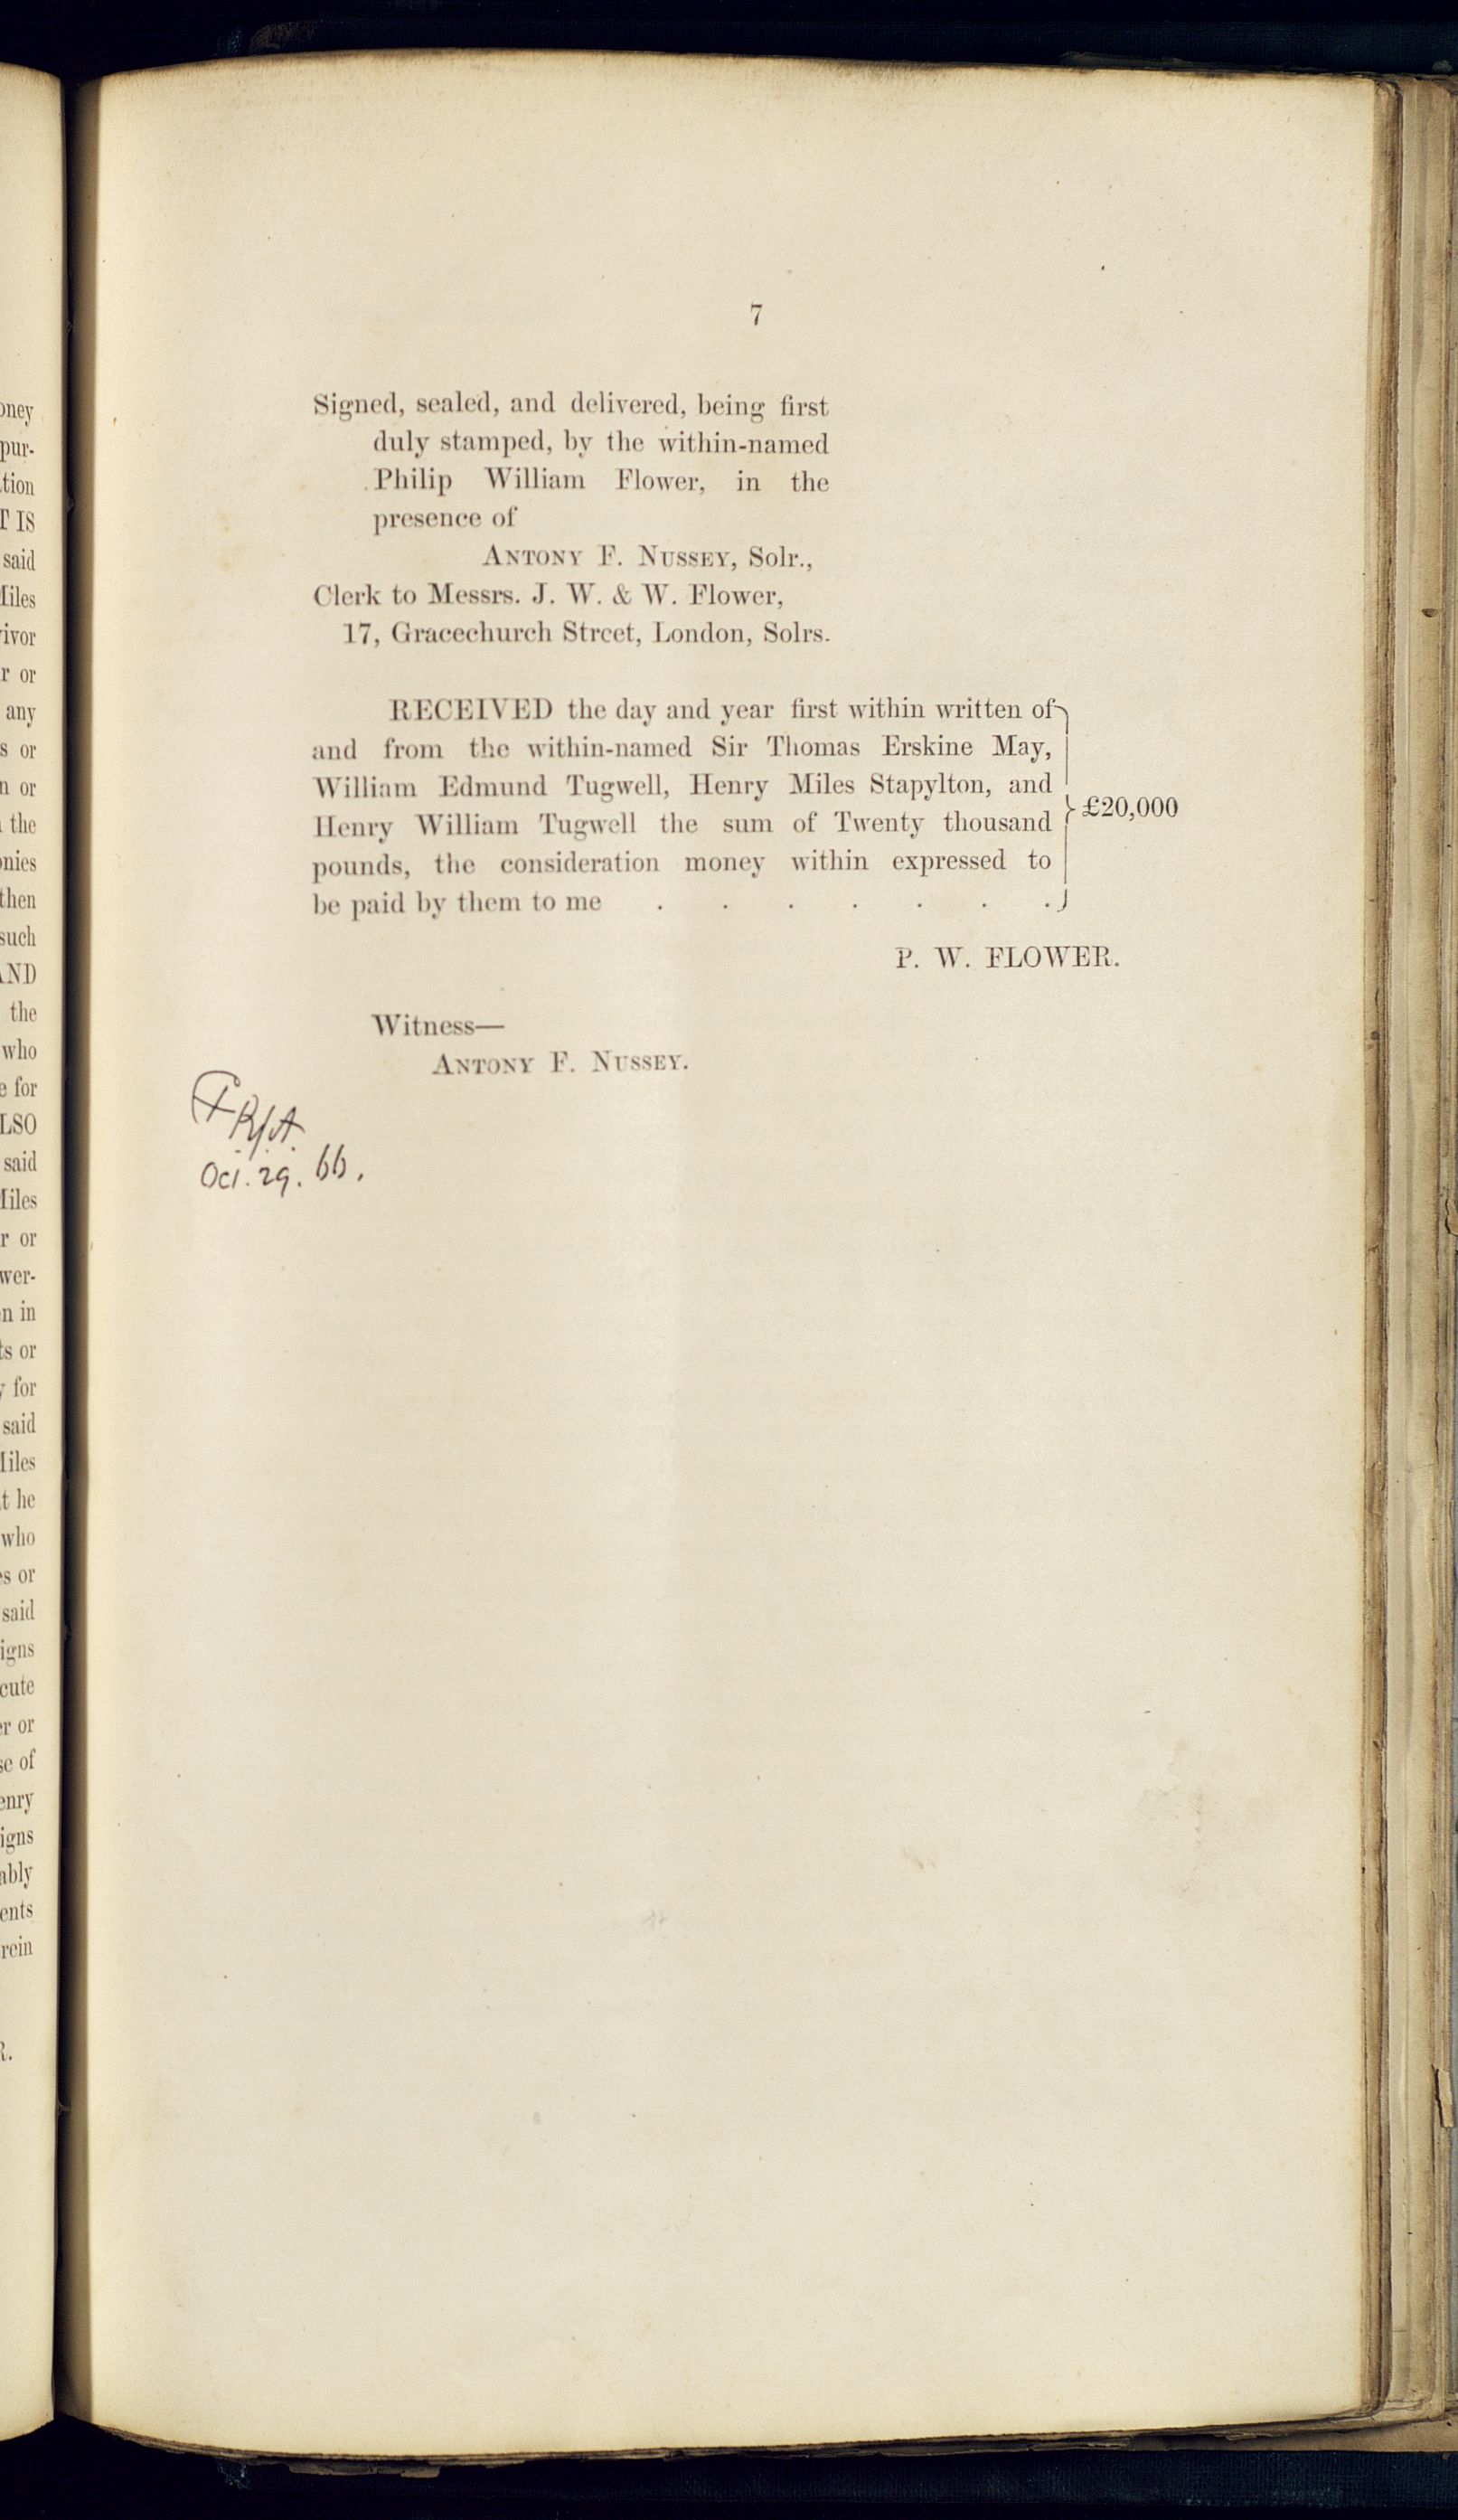 7
Signed, sealed, and delivered, being first
duly stamped, by the within-named
Philip William Flower, in the
presence of
ANTONY F. NUSSEY, Solr.,
Clerk to Messrs. J. W. & W. Flower,
17, Gracechurch Street, London, Solrs.
RECEIVED the day and year first within written of
and from the within-named Sir Thomas Erskine May,
William Edmund Tugwell, Henry Miles Stapylton, and
Henry William Tugwell the sum of Twenty thousand
pounds, the consideration money within expressed to
be paid by them to me . . . . . . .
} £20,000
P. W. FLOWER.
Witness—
ANTONY F. NUSSEY.
Oct. 29. 66.